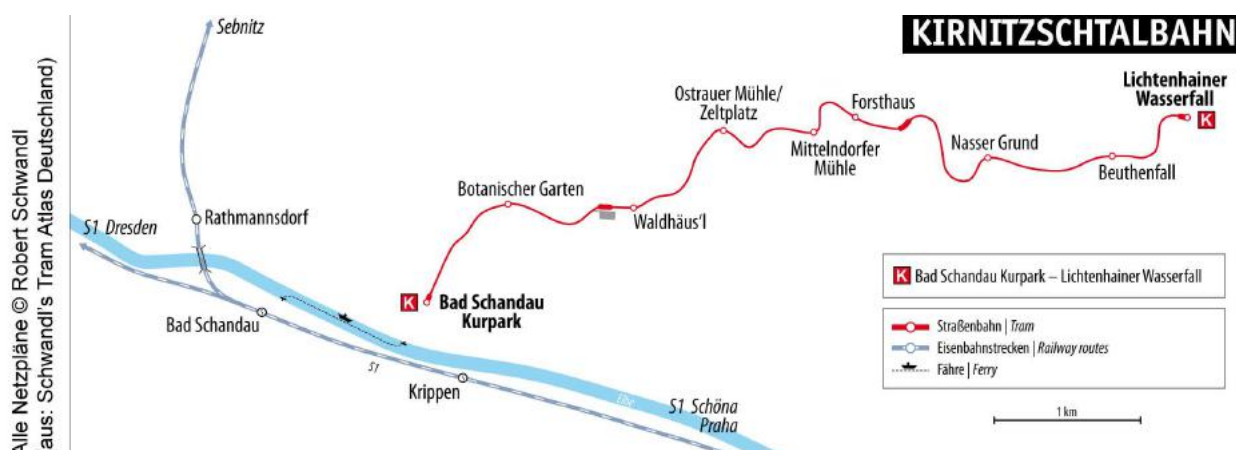 KIRNITZSCHTALBAHN
Sebnitz
Lichtenhainer
Wasserfall
K
Ostrauer Mühle/
Zeltplatz
Forsthaus
Mittelndorfer
Mühle
Nasser Grund
Beuthenfall
Botanischer Garten
Waldhäus'l
Rathmannsdorf
S1 Dresden
K
Bad Schandau
Kurpark
Bad Schandau
S1
Krippen
Elbe
S1 Schöna
Praha
K Bad Schandau Kurpark – Lichtenhainer Wasserfall
Straßenbahn | Tram
Eisenbahnstrecken | Railway routes
Fähre | Ferry
1 km
Alle Netzpläne © Robert Schwandl
(aus: Schwandl's Tram Atlas Deutschland)